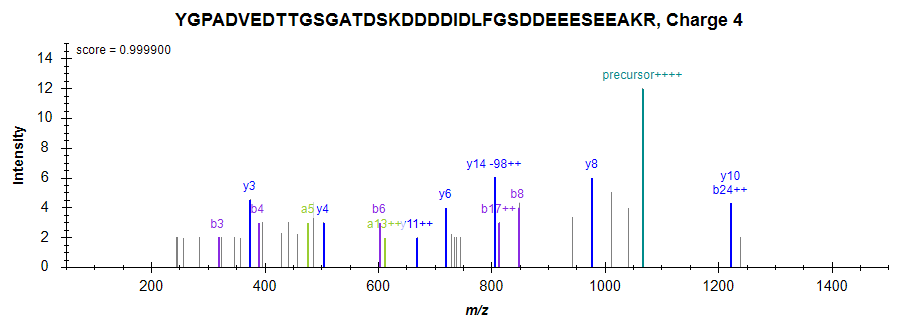 YGPADVEDTTGSGATDSKDDDDIDLFGSDDEEESEEAKR, Charge 4
score = 0.999900
14
12
10
8
6
4
2
0
Intensity
precursor++++
y14 -98++
y8
y3
y6
y10
b24++
b3
b4
a5
y4
b6
a13++
y11++
b17++
b8
200
400
600
800
1000
1200
1400
m/z